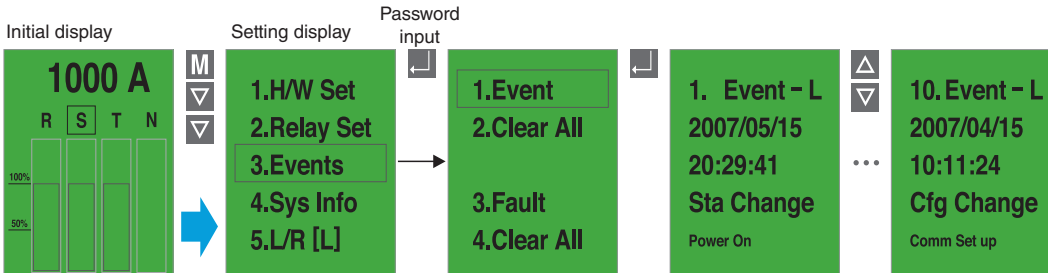 Initial display
1000 A
R S T N
100%
50%
M
Setting display
1.H/W Set
2.Relay Set
3.Events
4.Sys Info
5.L/R [L]
Password
input
1.Event
2.Clear All
3.Fault
4.Clear All
1. Event - L
2007/05/15
20:29:41
Sta Change
Power On
10. Event - L
2007/04/15
10:11:24
Cfg Change
Comm Set up